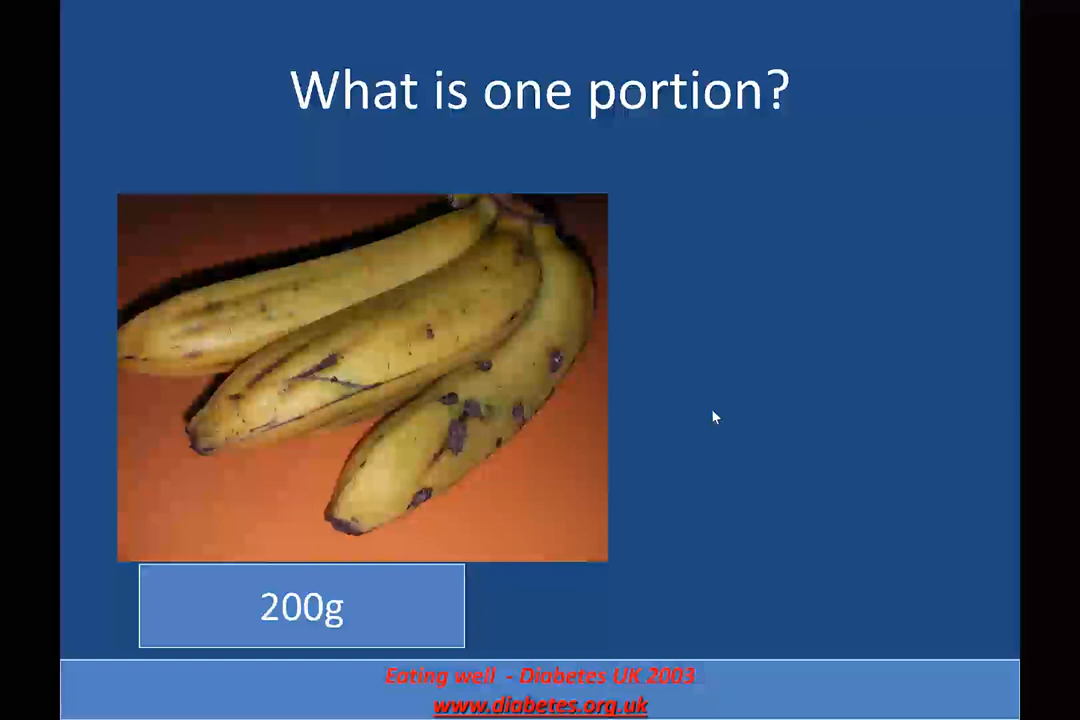 What is one portion?
200g
Eating well - Diabetes UK 2003
www.diabetes.org.uk